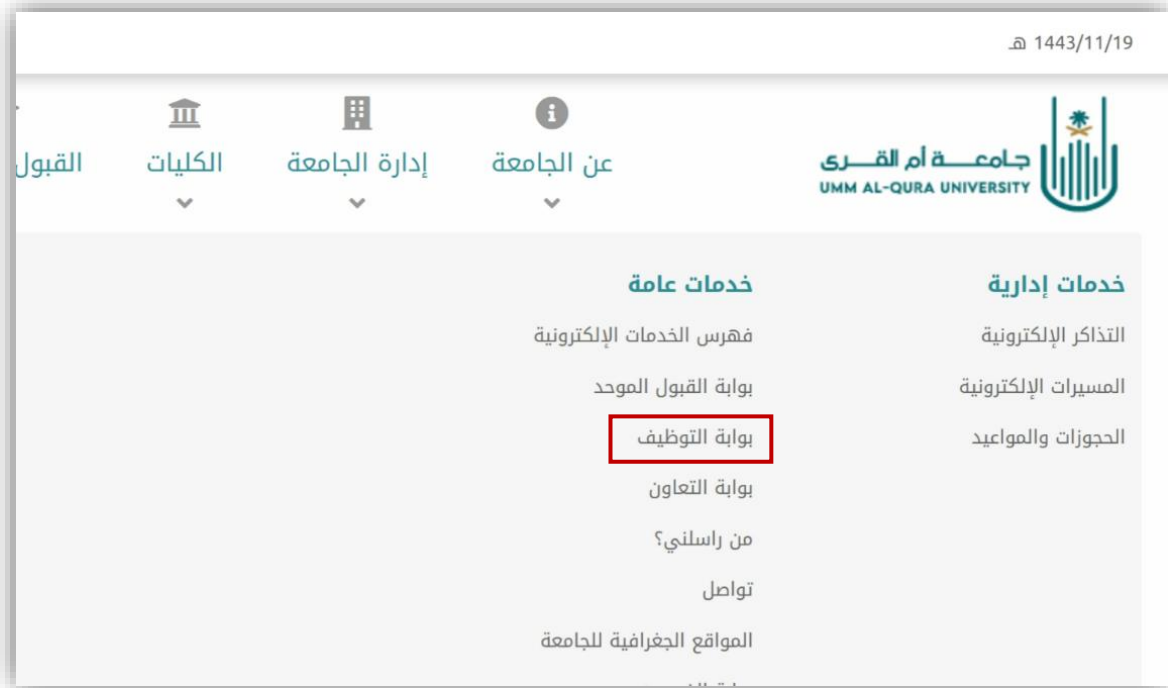 1443/11/19 هـ
جامعة أم القرى
UMM AL-QURA UNIVERSITY
عن الجامعة
إدارة الجامعة
الكليات
القبول
خدمات إدارية
التذاكر الإلكترونية
المسيرات الإلكترونية
الحجوزات والمواعيد
خدمات عامة
فهرس الخدمات الإلكترونية
بوابة القبول الموحد
بوابة التوظيف
بوابة التعاون
من راسلني؟
تواصل
المواقع الجغرافية للجامعة